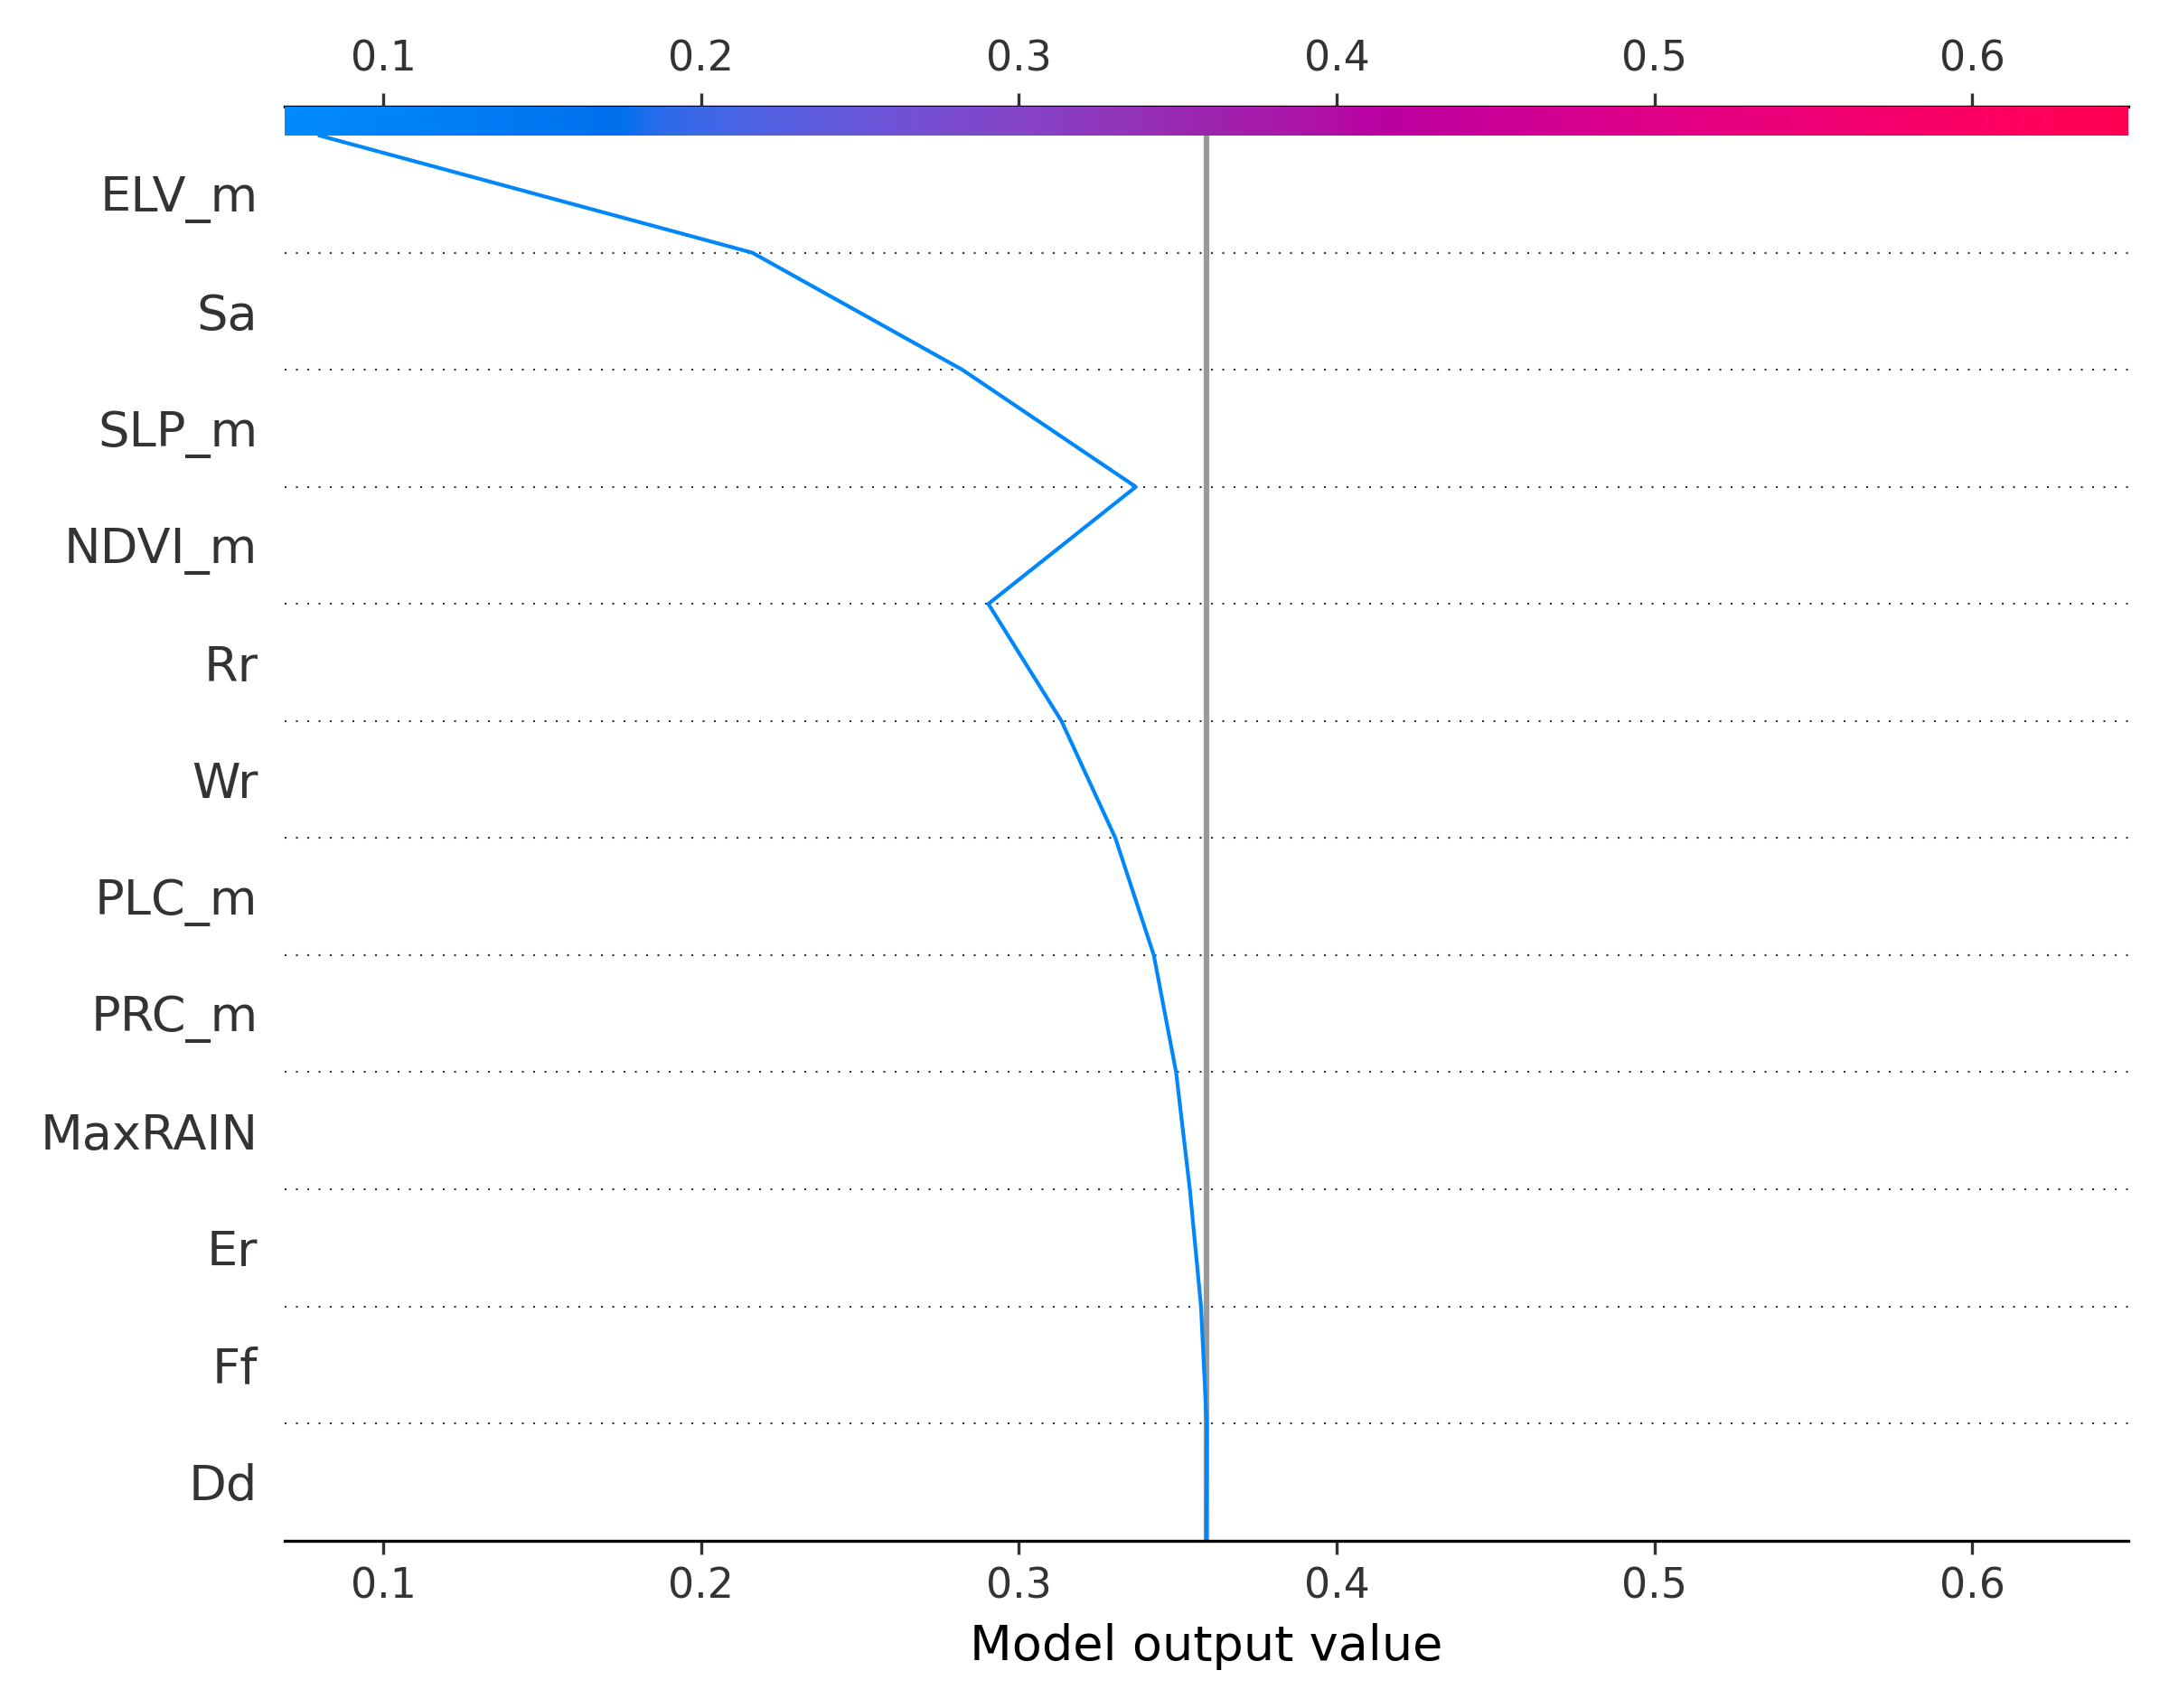 0.1 0.2 0.3 0.4 0.5 0.6
ELV_m
Sa
SLP_m
NDVI_m
Rr
Wr
PLC_m
PRC_m
MaxRAIN
Er
Ff
Dd
0.1 0.2 0.3 0.4 0.5 0.6
Model output value